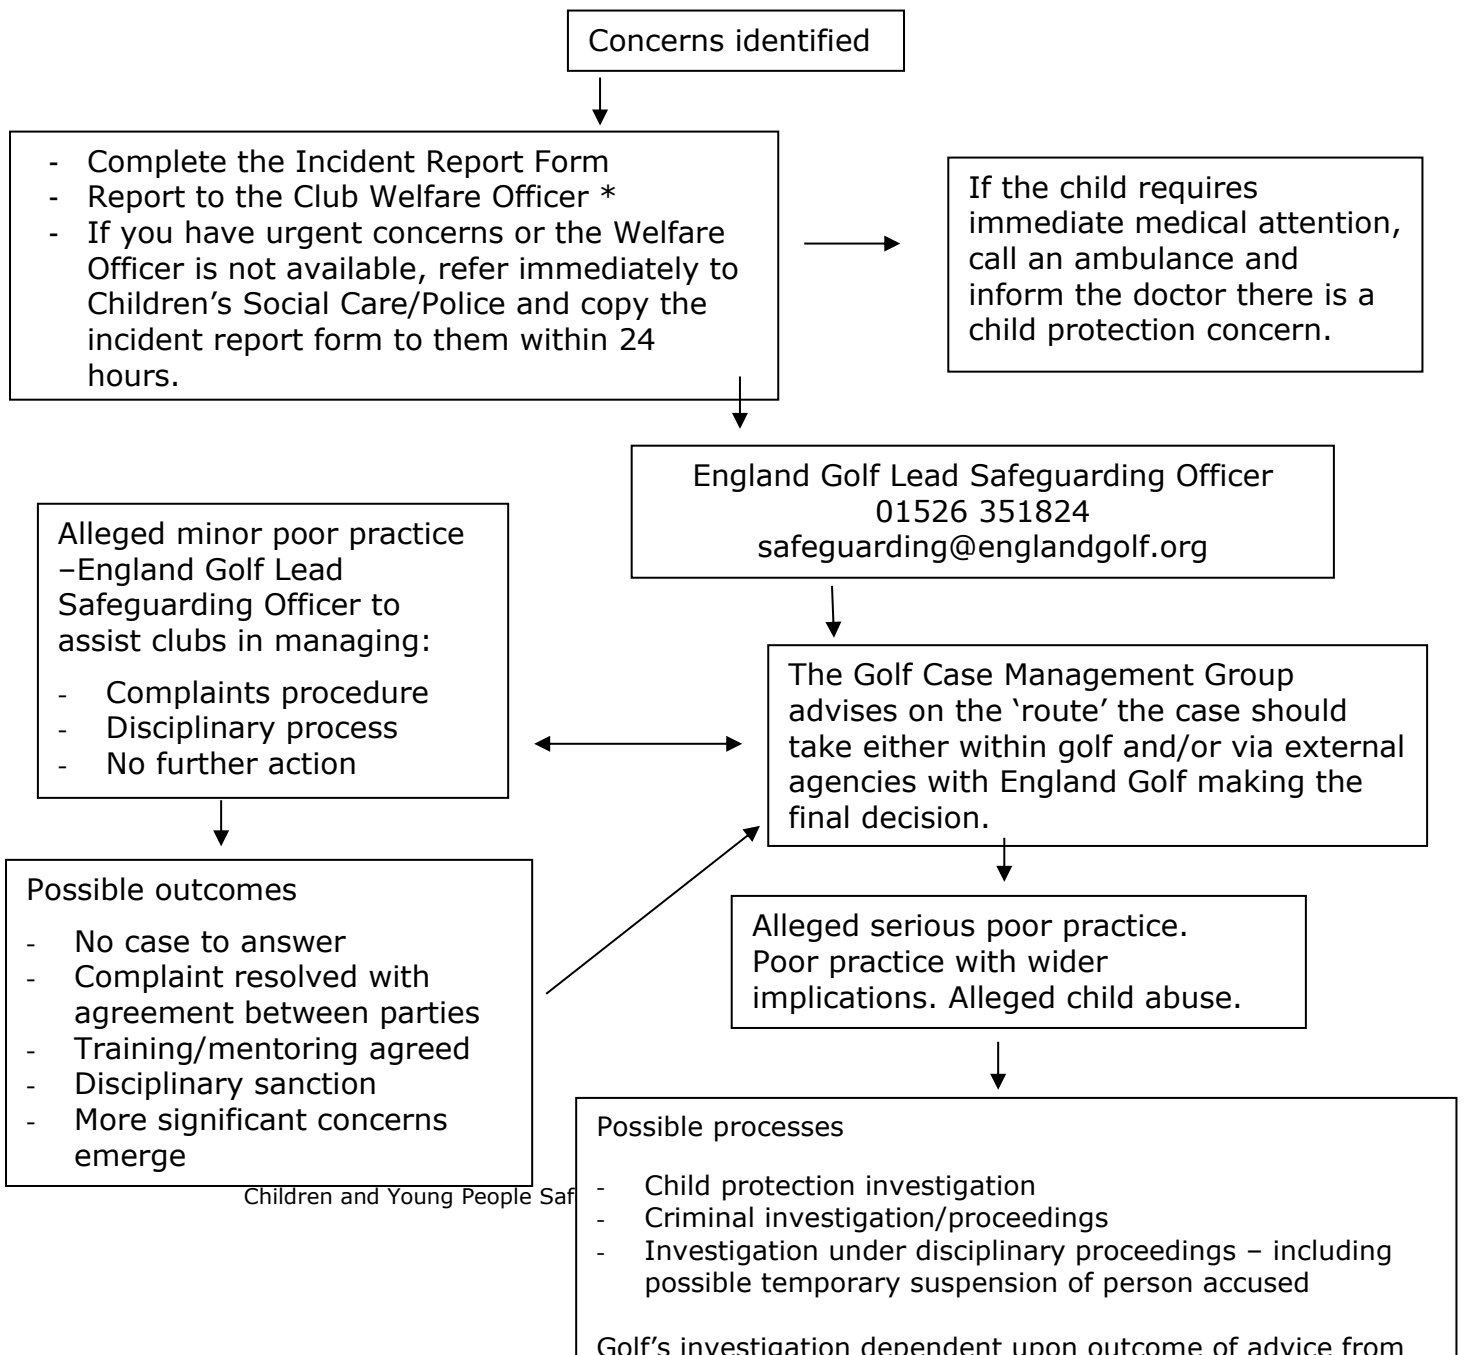 Concerns identified
- Complete the Incident Report Form
- Report to the Club Welfare Officer *
- If you have urgent concerns or the Welfare
Officer is not available, refer immediately to
Children’s Social Care/Police and copy the
incident report form to them within 24
hours.
If the child requires
immediate medical attention,
call an ambulance and
inform the doctor there is a
child protection concern.
England Golf Lead Safeguarding Officer
01526 351824
safeguarding@englandgolf.org
Alleged minor poor practice
–England Golf Lead
Safeguarding Officer to
assist clubs in managing:
- Complaints procedure
- Disciplinary process
- No further action
The Golf Case Management Group
advises on the ‘route’ the case should
take either within golf and/or via external
agencies with England Golf making the
final decision.
Possible outcomes
- No case to answer
- Complaint resolved with
agreement between parties
- Training/mentoring agreed
- Disciplinary sanction
- More significant concerns
emerge
Alleged serious poor practice.
Poor practice with wider
implications. Alleged child abuse.
Possible processes
- Child protection investigation
- Criminal investigation/proceedings
- Investigation under disciplinary proceedings – including
possible temporary suspension of person accused
Golf’s investigation dependent upon outcome of advice from
Children and Young People Saf